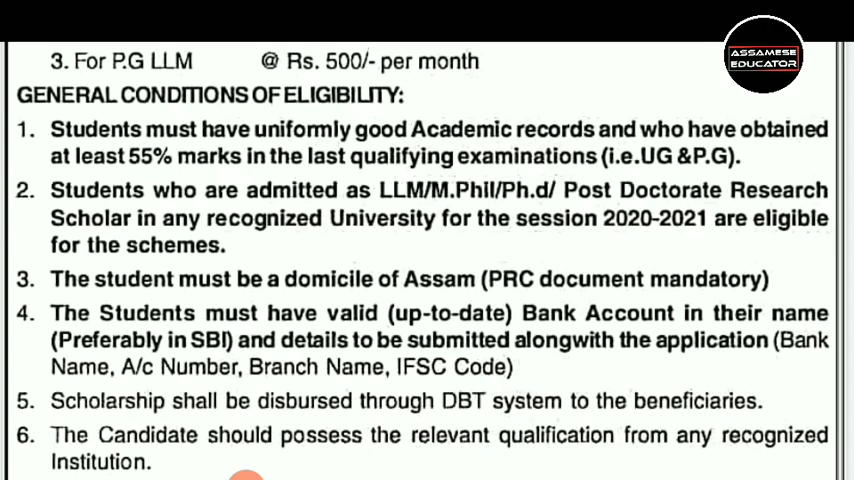 ASSAMESE
EDUCATOR
3. For P.G LLM @ Rs. 500/- per month
GENERAL CONDITIONS OF ELIGIBILITY:
1. Students must have uniformly good Academic records and who have obtained
at least 55% marks in the last qualifying examinations (i.e.UG &P.G).
2. Students who are admitted as LLM/M.Phil/Ph.d/ Post Doctorate Research
Scholar in any recognized University for the session 2020-2021 are eligible
for the schemes.
3. The student must be a domicile of Assam (PRC document mandatory)
4. The Students must have valid (up-to-date) Bank Account in their name
(Preferably in SBI) and details to be submitted alongwith the application (Bank
Name, A/c Number, Branch Name, IFSC Code)
5. Scholarship shall be disbursed through DBT system to the beneficiaries.
6. The Candidate should possess the relevant qualification from any recognized
Institution.